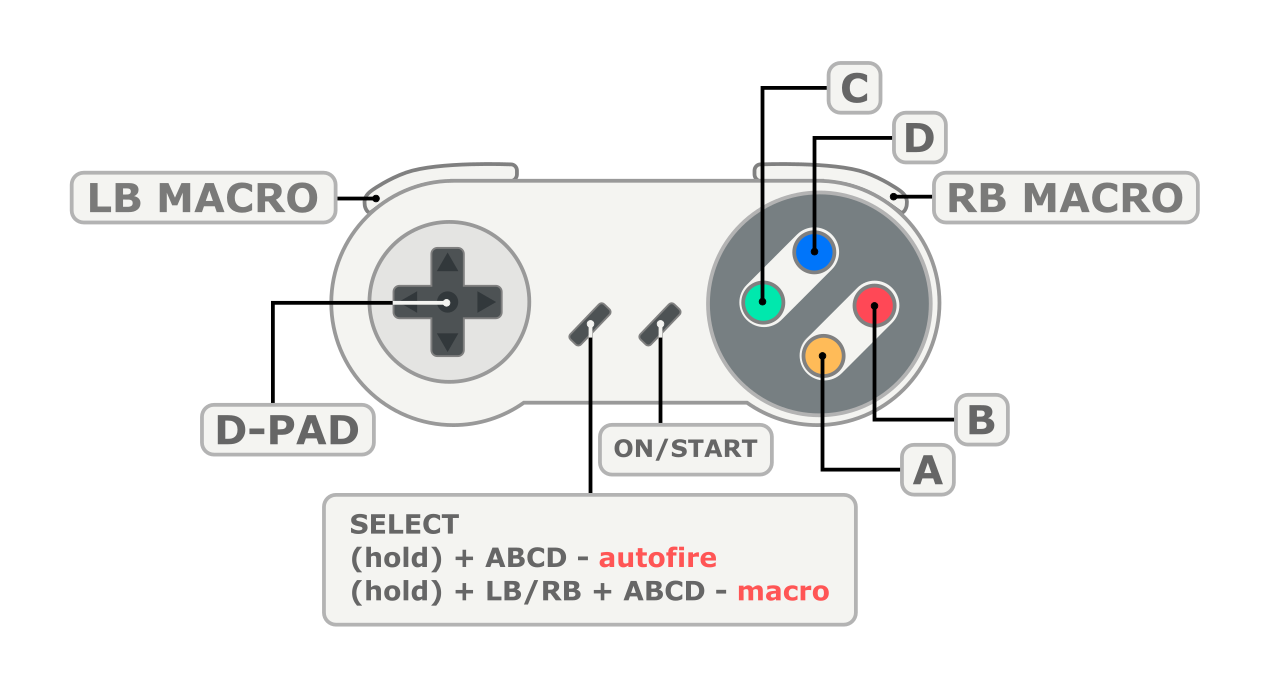 C
D
LB MACRO
RB MACRO
D-PAD
B
ON/START
A
SELECT
(hold) + ABCD - autofire
(hold) + LB/RB + ABCD - macro